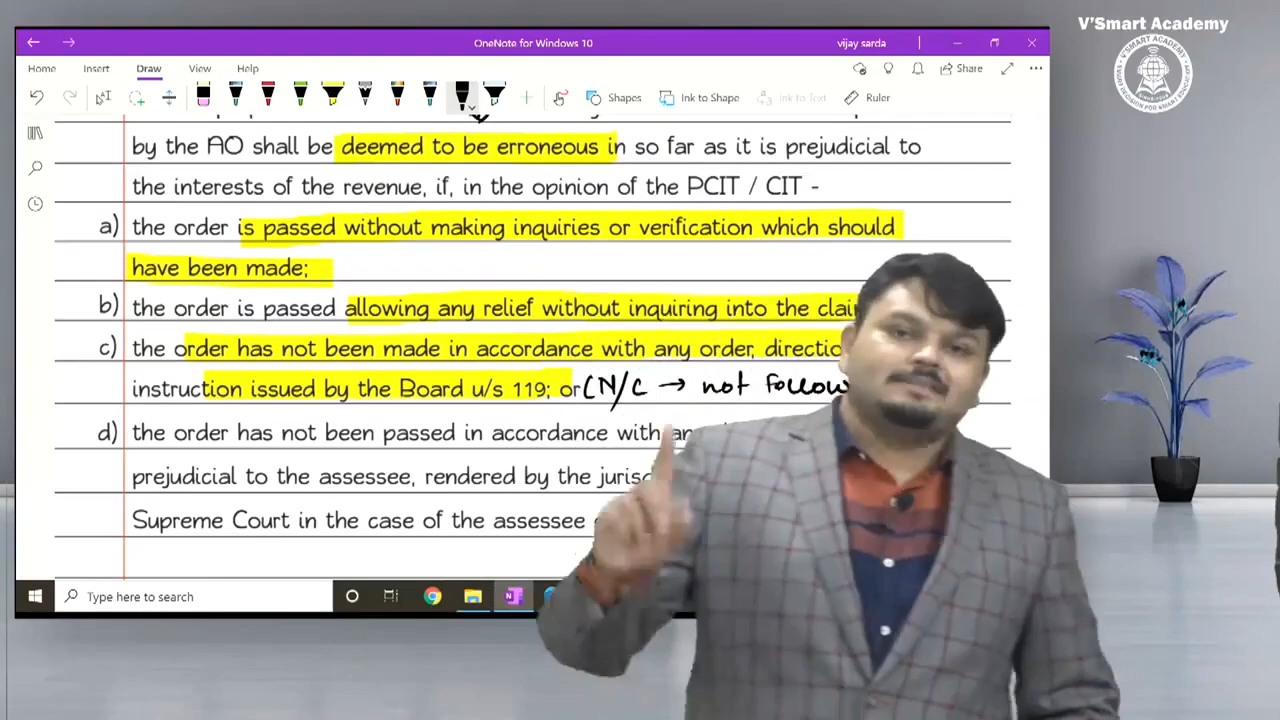 V'Smart Academy
OneNote for Windows 10
vijay sarda
Home Insert Draw View Help
Share
Shapes Ink to Shape Ink to Text Ruler
by the AO shall be deemed to be erroneous in so far as it is prejudicial to
the interests of the revenue, if, in the opinion of the PCIT / CIT -
a) the order is passed without making inquiries or verification which should
have been made;
b) the order is passed allowing any relief without inquiring into the
c) the order has not been made in accordance with any order,
instruction issued by the Board u/s 119; or (N/C → not
d) the order has not been passed in accordance with
prejudicial to the assessee, rendered by the
Supreme Court in the case of the assessee
Type here to search